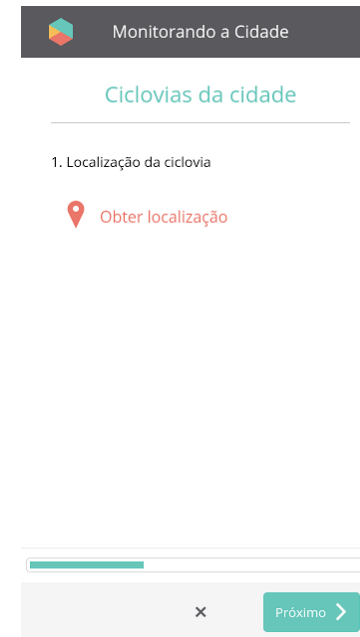 Monitorando a Cidade
Ciclovias da cidade
1. Localização da ciclovia
Obter localização
Próximo